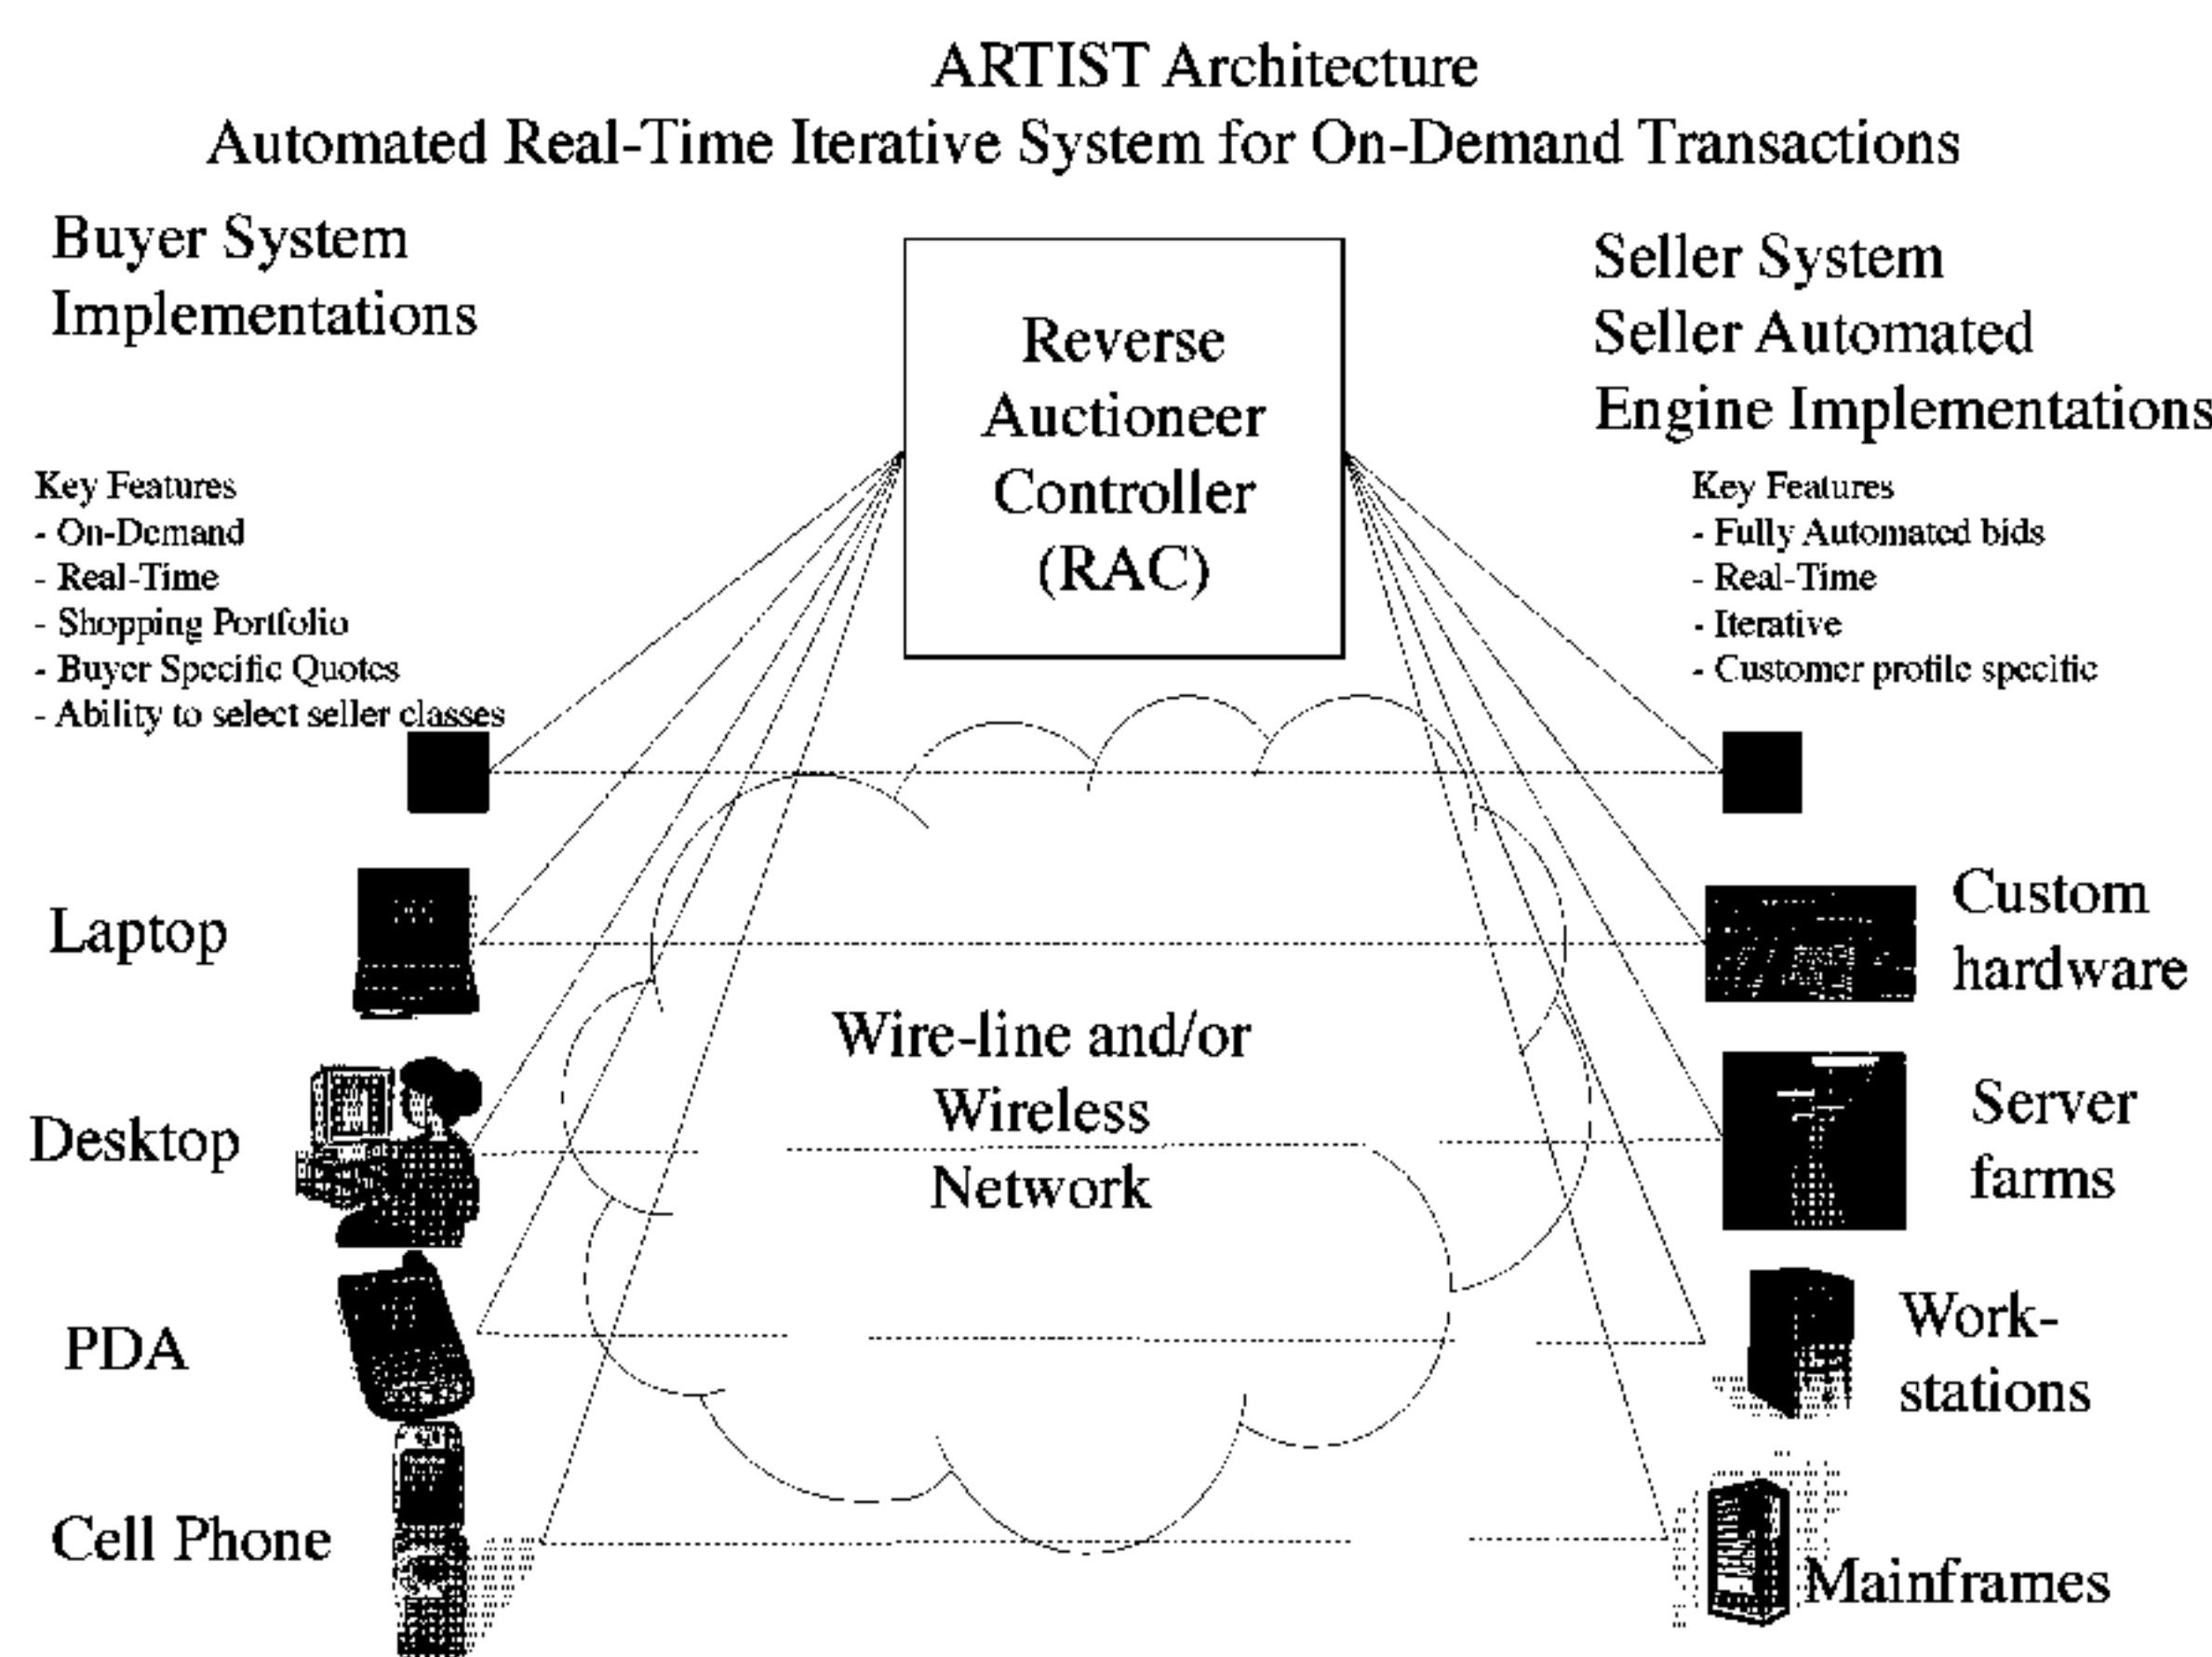 ARTIST Architecture
Automated Real-Time Iterative System for On-Demand Transactions
Buyer System
Implementations
Key Features
- On-Demand
- Real-Time
- Shopping Portfolio
- Buyer Specific Quotes
- Ability to select seller classes
Reverse
Auctioneer
Controller
(RAC)
Seller System
Seller Automated
Engine Implementations
Key Features
- Fully Automated bids
- Real-Time
- Iterative
- Customer profile specific
Laptop
Desktop
PDA
Cell Phone
Wire-line and/or
Wireless
Network
Custom
hardware
Server
farms
Work-
stations
Mainframes